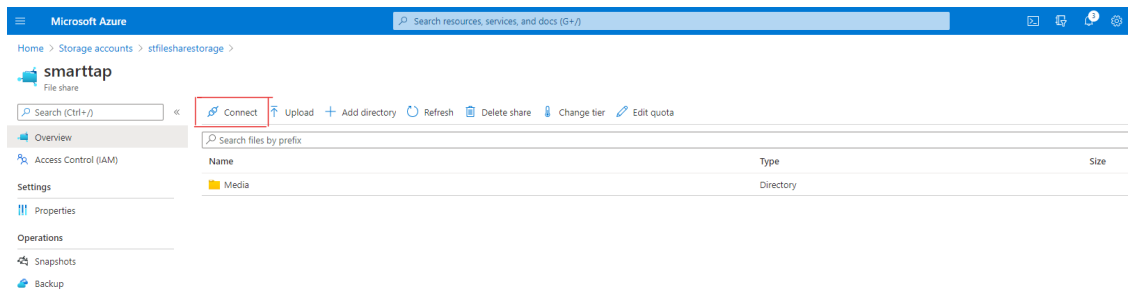 Microsoft Azure
Search resources, services, and docs (G+/)
3
Home > Storage accounts > stfilesharestorage >
smarttap
File share
Search (Ctrl+/)
«
Connect
Upload
Add directory
Refresh
Delete share
Change tier
Edit quota
Overview
Search files by prefix
Access Control (IAM)
Name
Type
Size
Settings
Media
Directory
Properties
Operations
Snapshots
Backup